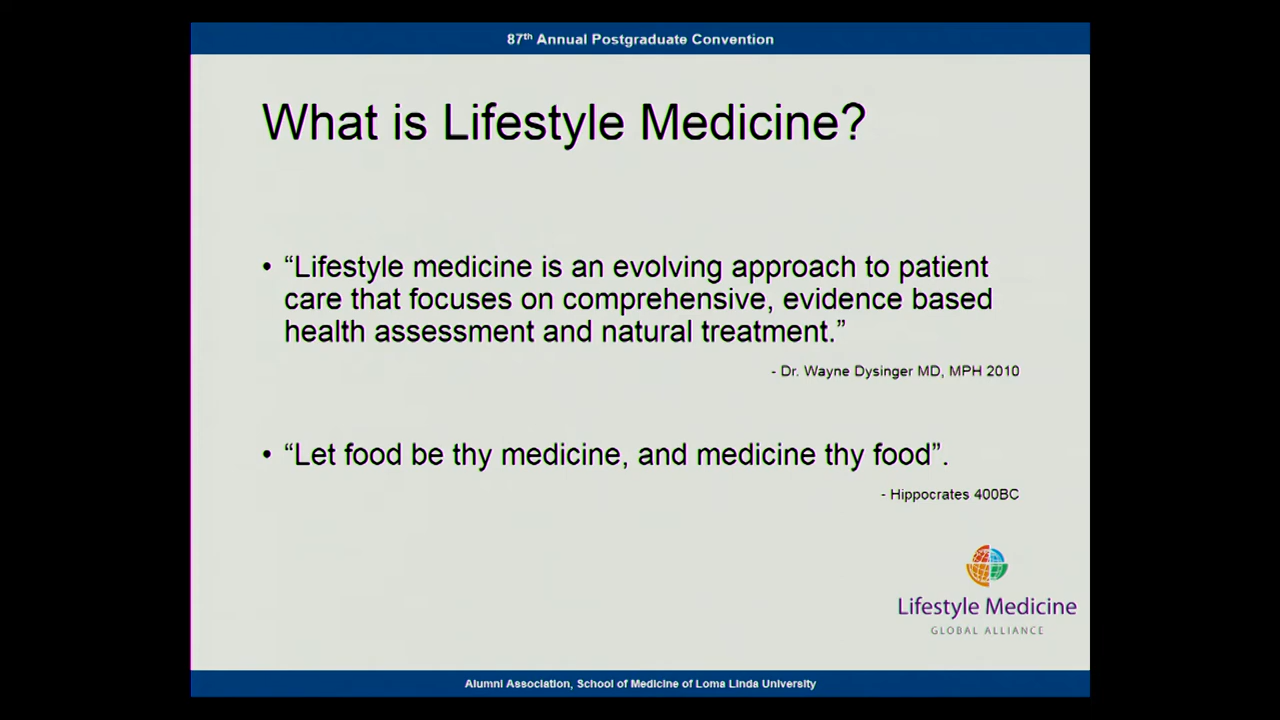 87th Annual Postgraduate Convention
What is Lifestyle Medicine?
• “Lifestyle medicine is an evolving approach to patient
care that focuses on comprehensive, evidence based
health assessment and natural treatment.”
- Dr. Wayne Dysinger MD, MPH 2010
• “Let food be thy medicine, and medicine thy food”.
- Hippocrates 400BC
Lifestyle Medicine
GLOBAL ALLIANCE
Alumni Association, School of Medicine of Loma Linda University